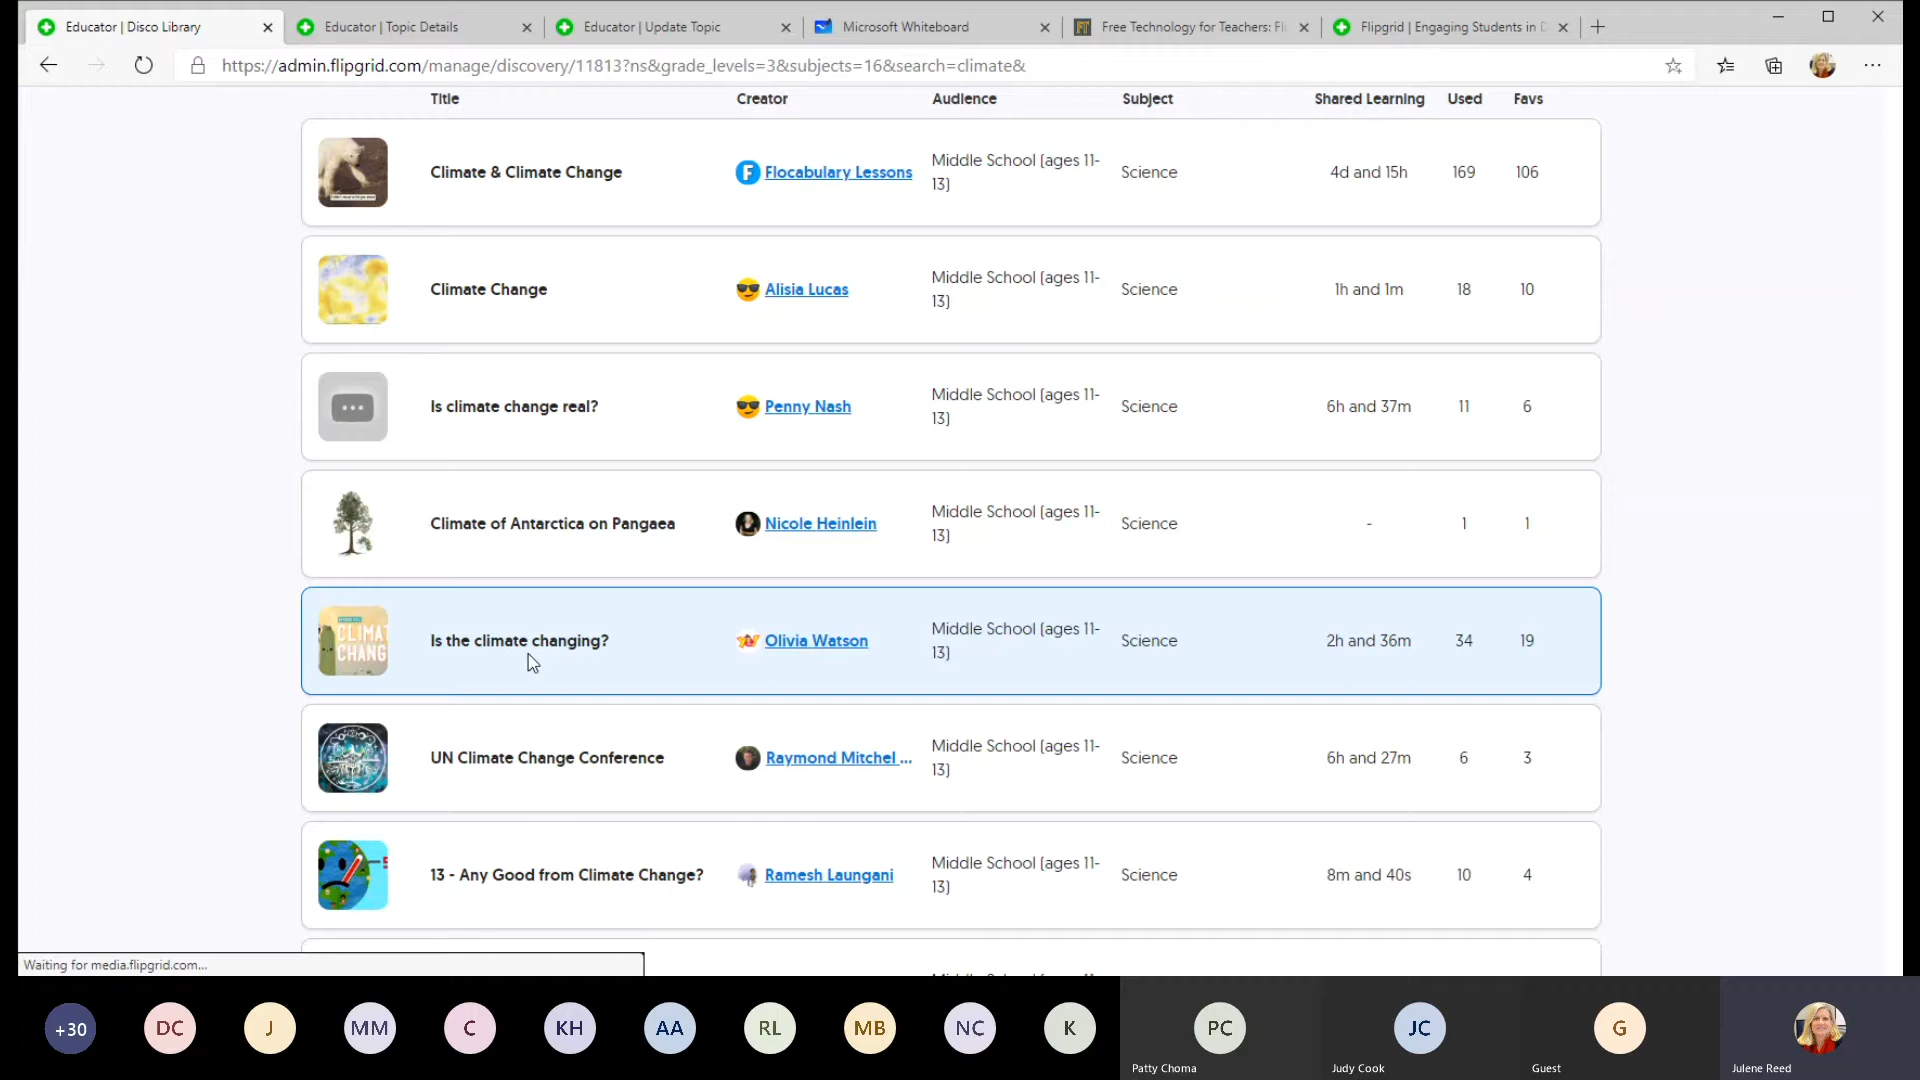 Educator | Disco Library
Educator | Topic Details
Educator | Update Topic
Microsoft Whiteboard
Free Technology for Teachers: Fli
Flipgrid | Engaging Students in D
https://admin.flipgrid.com/manage/discovery/11813?ns&grade_levels=3&subjects=16&search=climate&
Title Creator Audience Subject Shared Learning Used Favs
Climate & Climate Change F Flocabulary Lessons Middle School (ages 11-
13) Science 4d and 15h 169 106
Climate Change Alisia Lucas Middle School (ages 11-
13) Science 1h and 1m 18 10
Is climate change real? Penny Nash Middle School (ages 11-
13) Science 6h and 37m 11 6
Climate of Antarctica on Pangaea Nicole Heinlein Middle School (ages 11-
13) Science - 1 1
CLIMAT
CHANG
Is the climate changing? Olivia Watson Middle School (ages 11-
13) Science 2h and 36m 34 19
UN Climate Change Conference Raymond Mitchel ... Middle School (ages 11-
13) Science 6h and 27m 6 3
13 - Any Good from Climate Change? Ramesh Laungani Middle School (ages 11-
13) Science 8m and 40s 10 4
Waiting for media.flipgrid.com...
+30 DC J MM C KH AA RL MB NC K PC JC G
Patty Choma Judy Cook Guest Julene Reed